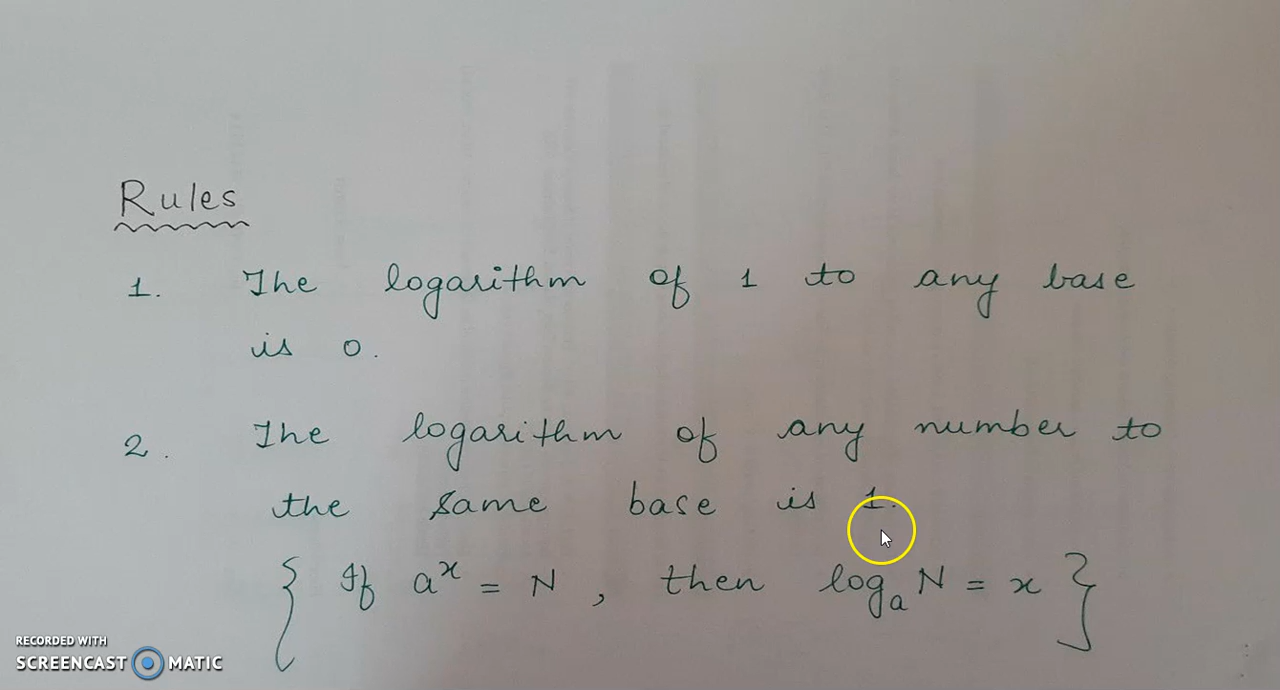 Rules
1. The logarithm of 1 to any base
is 0.
2. The logarithm of any number to
the same base is 1.
{ If aˣ = N, then logₐ N = x }
RECORDED WITH
SCREENCAST MATIC